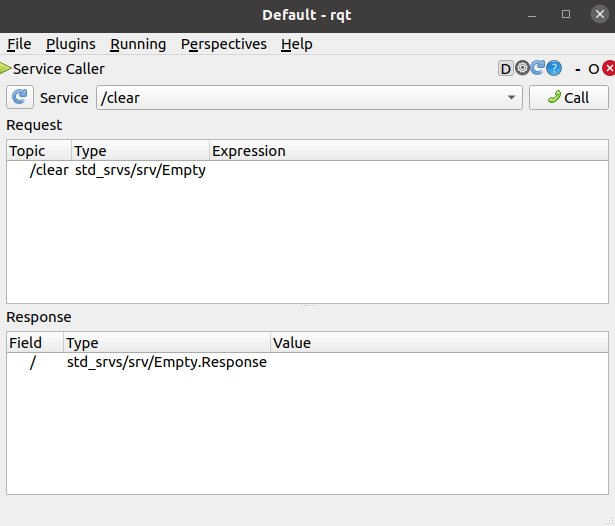 Default - rqt
File Plugins Running Perspectives Help
Service Caller D ? - O
Service /clear Call
Request
Topic Type Expression
/clear std_srvs/srv/Empty
Response
Field Type Value
/ std_srvs/srv/Empty.Response